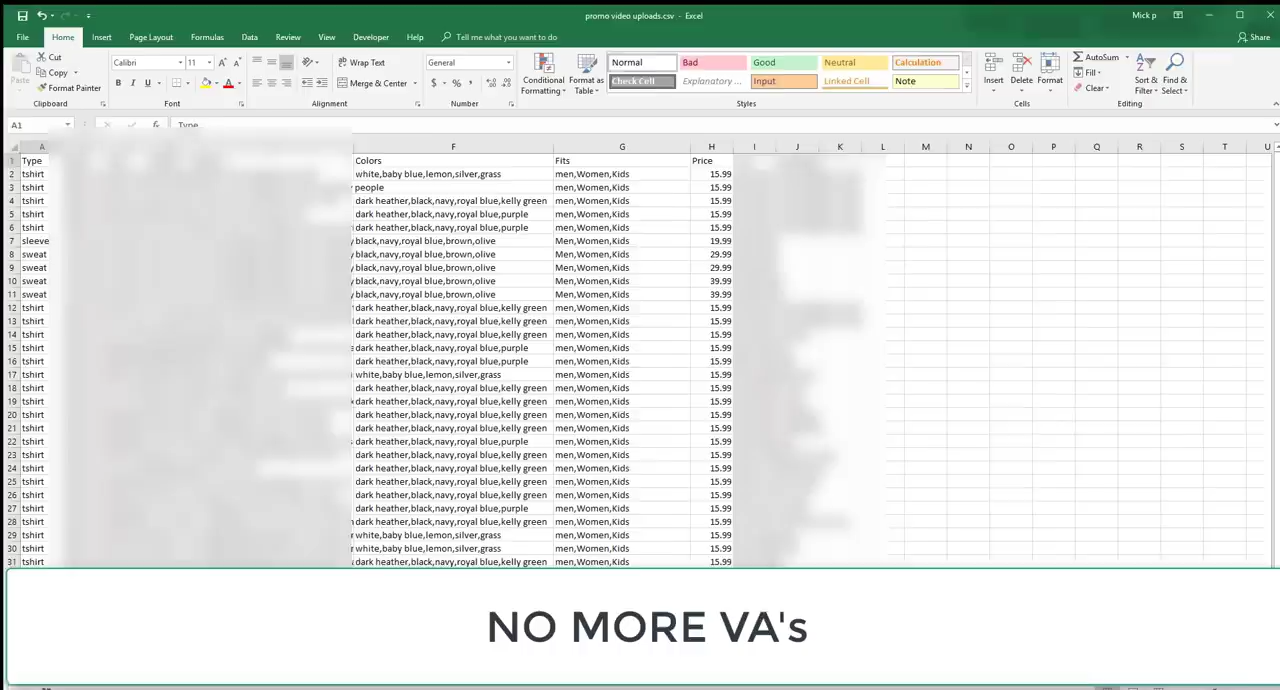 promo video uploads.csv - Excel
Mick p
File Home Insert Page Layout Formulas Data Review View Developer Help Tell me what you want to do
Share
Cut
Copy
Format Painter
Paste
Clipboard
Calibri 11
B I U
Font
Wrap Text
Merge & Center
Alignment
General
$ % ,
Number
Conditional Formatting
Format as Table
Normal Bad Good Neutral Calculation
Check Cell Explanatory ... Input Linked Cell Note
Styles
Insert Delete Format
Cells
AutoSum
Fill
Clear
Sort & Filter
Find & Select
Editing
A1 fx Type
A F G H I J K L M N O P Q R S T U
1 Type Colors Fits Price
2 tshirt white,baby blue,lemon,silver,grass men,Women,Kids 15.99
3 tshirt people men,Women,Kids 15.99
4 tshirt dark heather,black,navy,royal blue,kelly green men,Women,Kids 15.99
5 tshirt dark heather,black,navy,royal blue,purple men,Women,Kids 15.99
6 tshirt dark heather,black,navy,royal blue,purple men,Women,Kids 15.99
7 sleeve black,navy,royal blue,brown,olive Men,Women,Kids 19.99
8 sweat black,navy,royal blue,brown,olive Men,Women,Kids 29.99
9 sweat black,navy,royal blue,brown,olive Men,Women,Kids 29.99
10 sweat black,navy,royal blue,brown,olive Men,Women,Kids 39.99
11 sweat black,navy,royal blue,brown,olive Men,Women,Kids 39.99
12 tshirt dark heather,black,navy,royal blue,kelly green men,Women,Kids 15.99
13 tshirt dark heather,black,navy,royal blue,kelly green men,Women,Kids 15.99
14 tshirt dark heather,black,navy,royal blue,kelly green men,Women,Kids 15.99
15 tshirt dark heather,black,navy,royal blue,purple men,Women,Kids 15.99
16 tshirt dark heather,black,navy,royal blue,purple men,Women,Kids 15.99
17 tshirt white,baby blue,lemon,silver,grass men,Women,Kids 15.99
18 tshirt dark heather,black,navy,royal blue,kelly green men,Women,Kids 15.99
19 tshirt dark heather,black,navy,royal blue,kelly green men,Women,Kids 15.99
20 tshirt dark heather,black,navy,royal blue,kelly green men,Women,Kids 15.99
21 tshirt dark heather,black,navy,royal blue,kelly green men,Women,Kids 15.99
22 tshirt dark heather,black,navy,royal blue,purple men,Women,Kids 15.99
23 tshirt dark heather,black,navy,royal blue,kelly green men,Women,Kids 15.99
24 tshirt dark heather,black,navy,royal blue,kelly green men,Women,Kids 15.99
25 tshirt dark heather,black,navy,royal blue,kelly green men,Women,Kids 15.99
26 tshirt dark heather,black,navy,royal blue,kelly green men,Women,Kids 15.99
27 tshirt dark heather,black,navy,royal blue,purple men,Women,Kids 15.99
28 tshirt dark heather,black,navy,royal blue,kelly green men,Women,Kids 15.99
29 tshirt white,baby blue,lemon,silver,grass men,Women,Kids 15.99
30 tshirt white,baby blue,lemon,silver,grass men,Women,Kids 15.99
31 tshirt dark heather,black,navy,royal blue,kelly green men,Women,Kids 15.99
NO MORE VA's